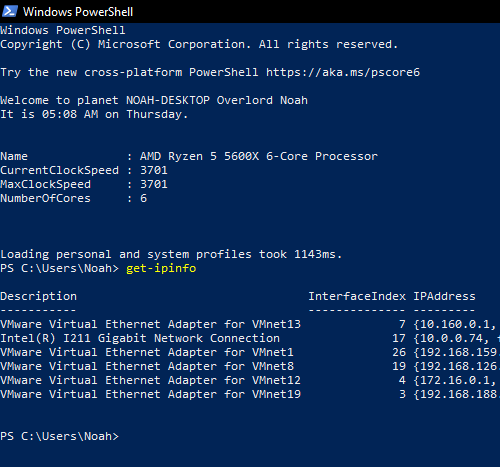 Windows PowerShell
Windows PowerShell
Copyright (C) Microsoft Corporation. All rights reserved.
Try the new cross-platform PowerShell https://aka.ms/pscore6
Welcome to planet NOAH-DESKTOP Overlord Noah
It is 05:08 AM on Thursday.
Name : AMD Ryzen 5 5600X 6-Core Processor
CurrentClockSpeed : 3701
MaxClockSpeed : 3701
NumberOfCores : 6
Loading personal and system profiles took 1143ms.
PS C:\Users\Noah> get-ipinfo
Description InterfaceIndex IPAddress
----------- -------------- ---------
VMware Virtual Ethernet Adapter for VMnet13 7 {10.160.0.1,
Intel(R) I211 Gigabit Network Connection 17 {10.0.0.74,
VMware Virtual Ethernet Adapter for VMnet1 26 {192.168.159.
VMware Virtual Ethernet Adapter for VMnet8 19 {192.168.126.
VMware Virtual Ethernet Adapter for VMnet12 4 {172.16.0.1,
VMware Virtual Ethernet Adapter for VMnet19 3 {192.168.188.
PS C:\Users\Noah>